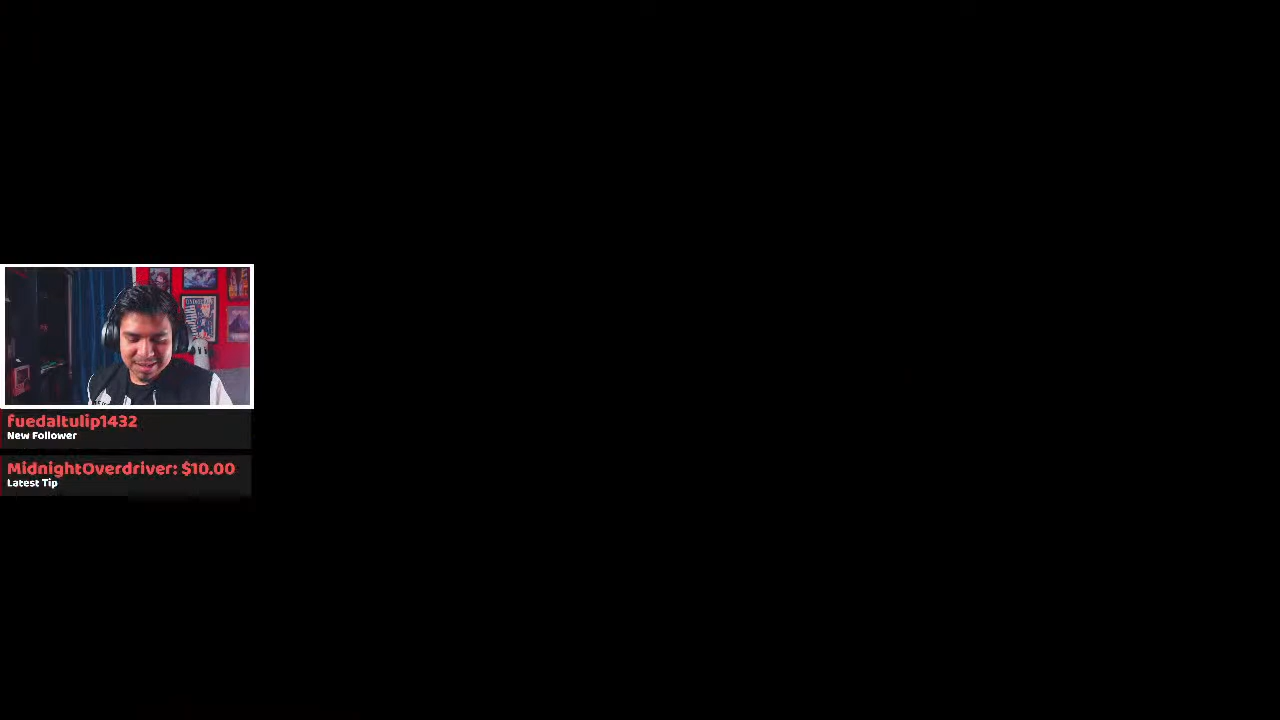 fuedaltulip1432
New Follower
MidnightOverdriver: $10.00
Latest Tip